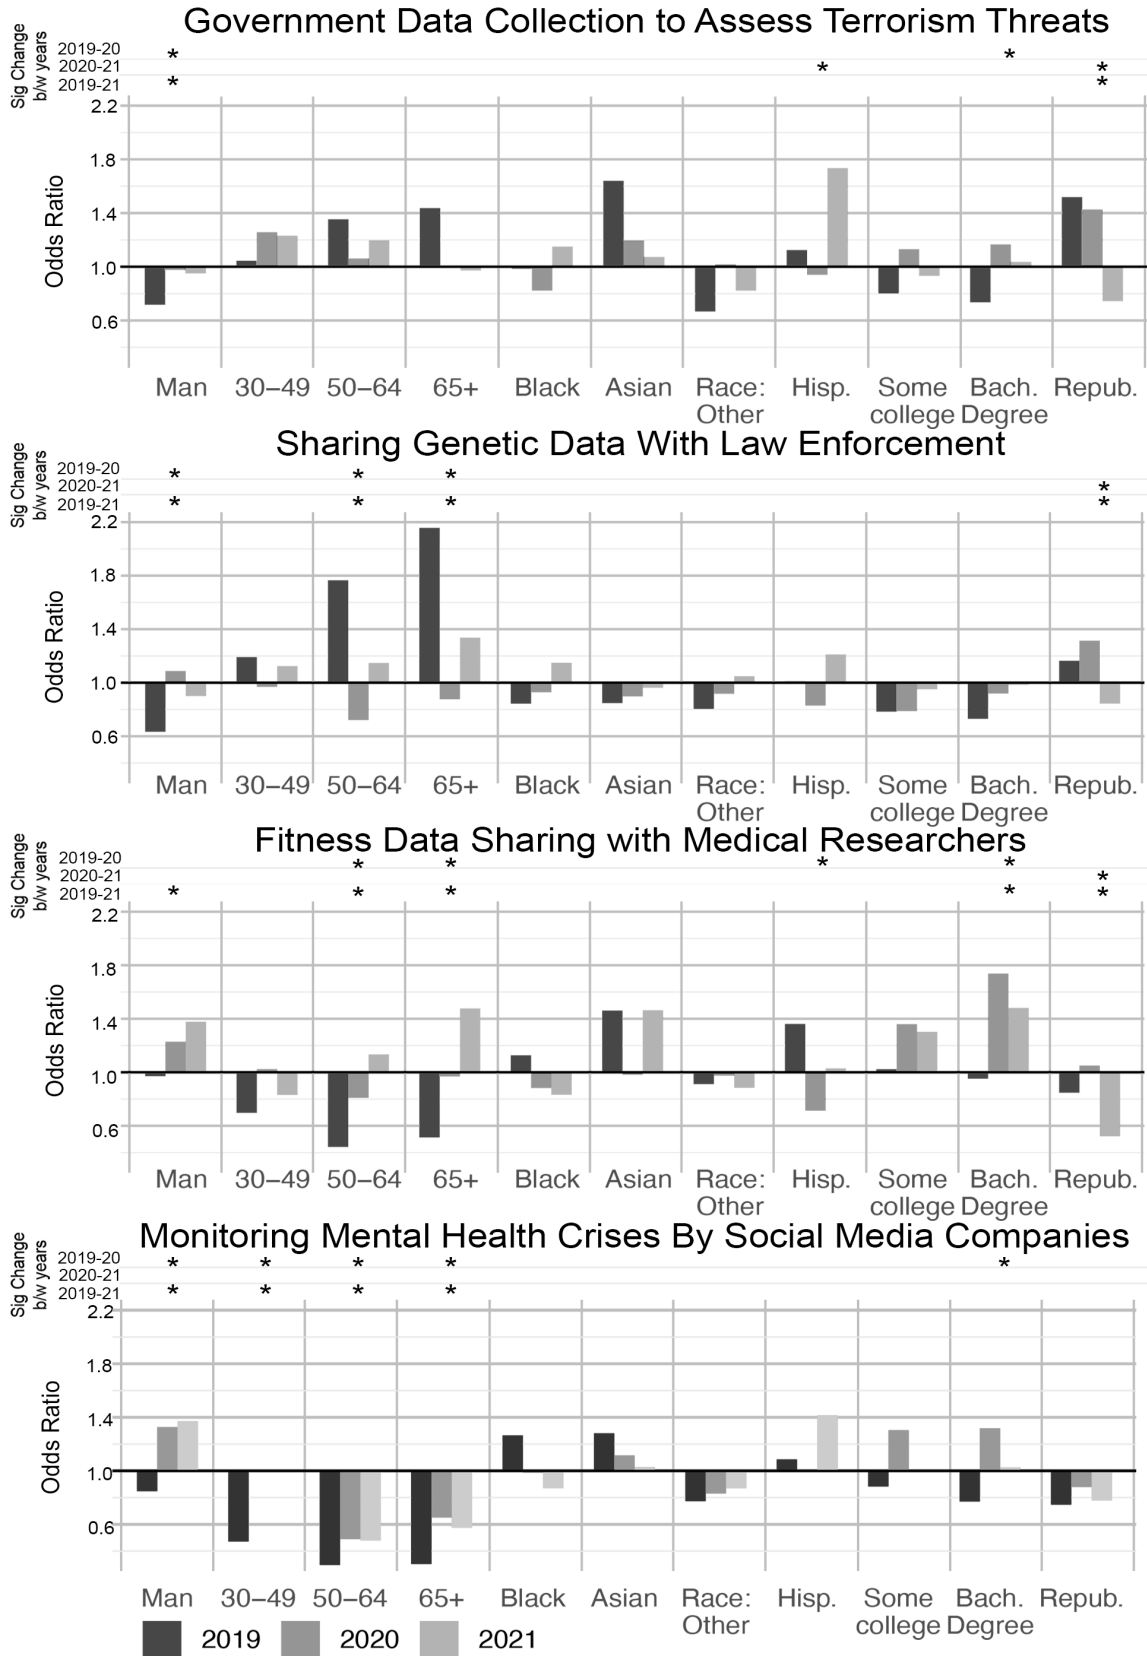 Government Data Collection to Assess Terrorism Threats
Sig Change
b/w years
2019-20 * *
2020-21 * *
2019-21 * *
Odds Ratio
2.2
1.8
1.4
1.0
0.6
Man 30–49 50–64 65+ Black Asian Race: Hisp. Some Bach. Repub.
Other college Degree
Sharing Genetic Data With Law Enforcement
Sig Change
b/w years
2019-20 * * *
2020-21 *
2019-21 * * * *
Odds Ratio
2.2
1.8
1.4
1.0
0.6
Man 30–49 50–64 65+ Black Asian Race: Hisp. Some Bach. Repub.
Other college Degree
Fitness Data Sharing with Medical Researchers
Sig Change
b/w years
2019-20 * * * *
2020-21 *
2019-21 * * * * *
Odds Ratio
2.2
1.8
1.4
1.0
0.6
Man 30–49 50–64 65+ Black Asian Race: Hisp. Some Bach. Repub.
Other college Degree
Monitoring Mental Health Crises By Social Media Companies
Sig Change
b/w years
2019-20 * * * * *
2020-21
2019-21 * * * *
Odds Ratio
2.2
1.8
1.4
1.0
0.6
Man 30–49 50–64 65+ Black Asian Race: Hisp. Some Bach. Repub.
Other college Degree
2019 2020 2021